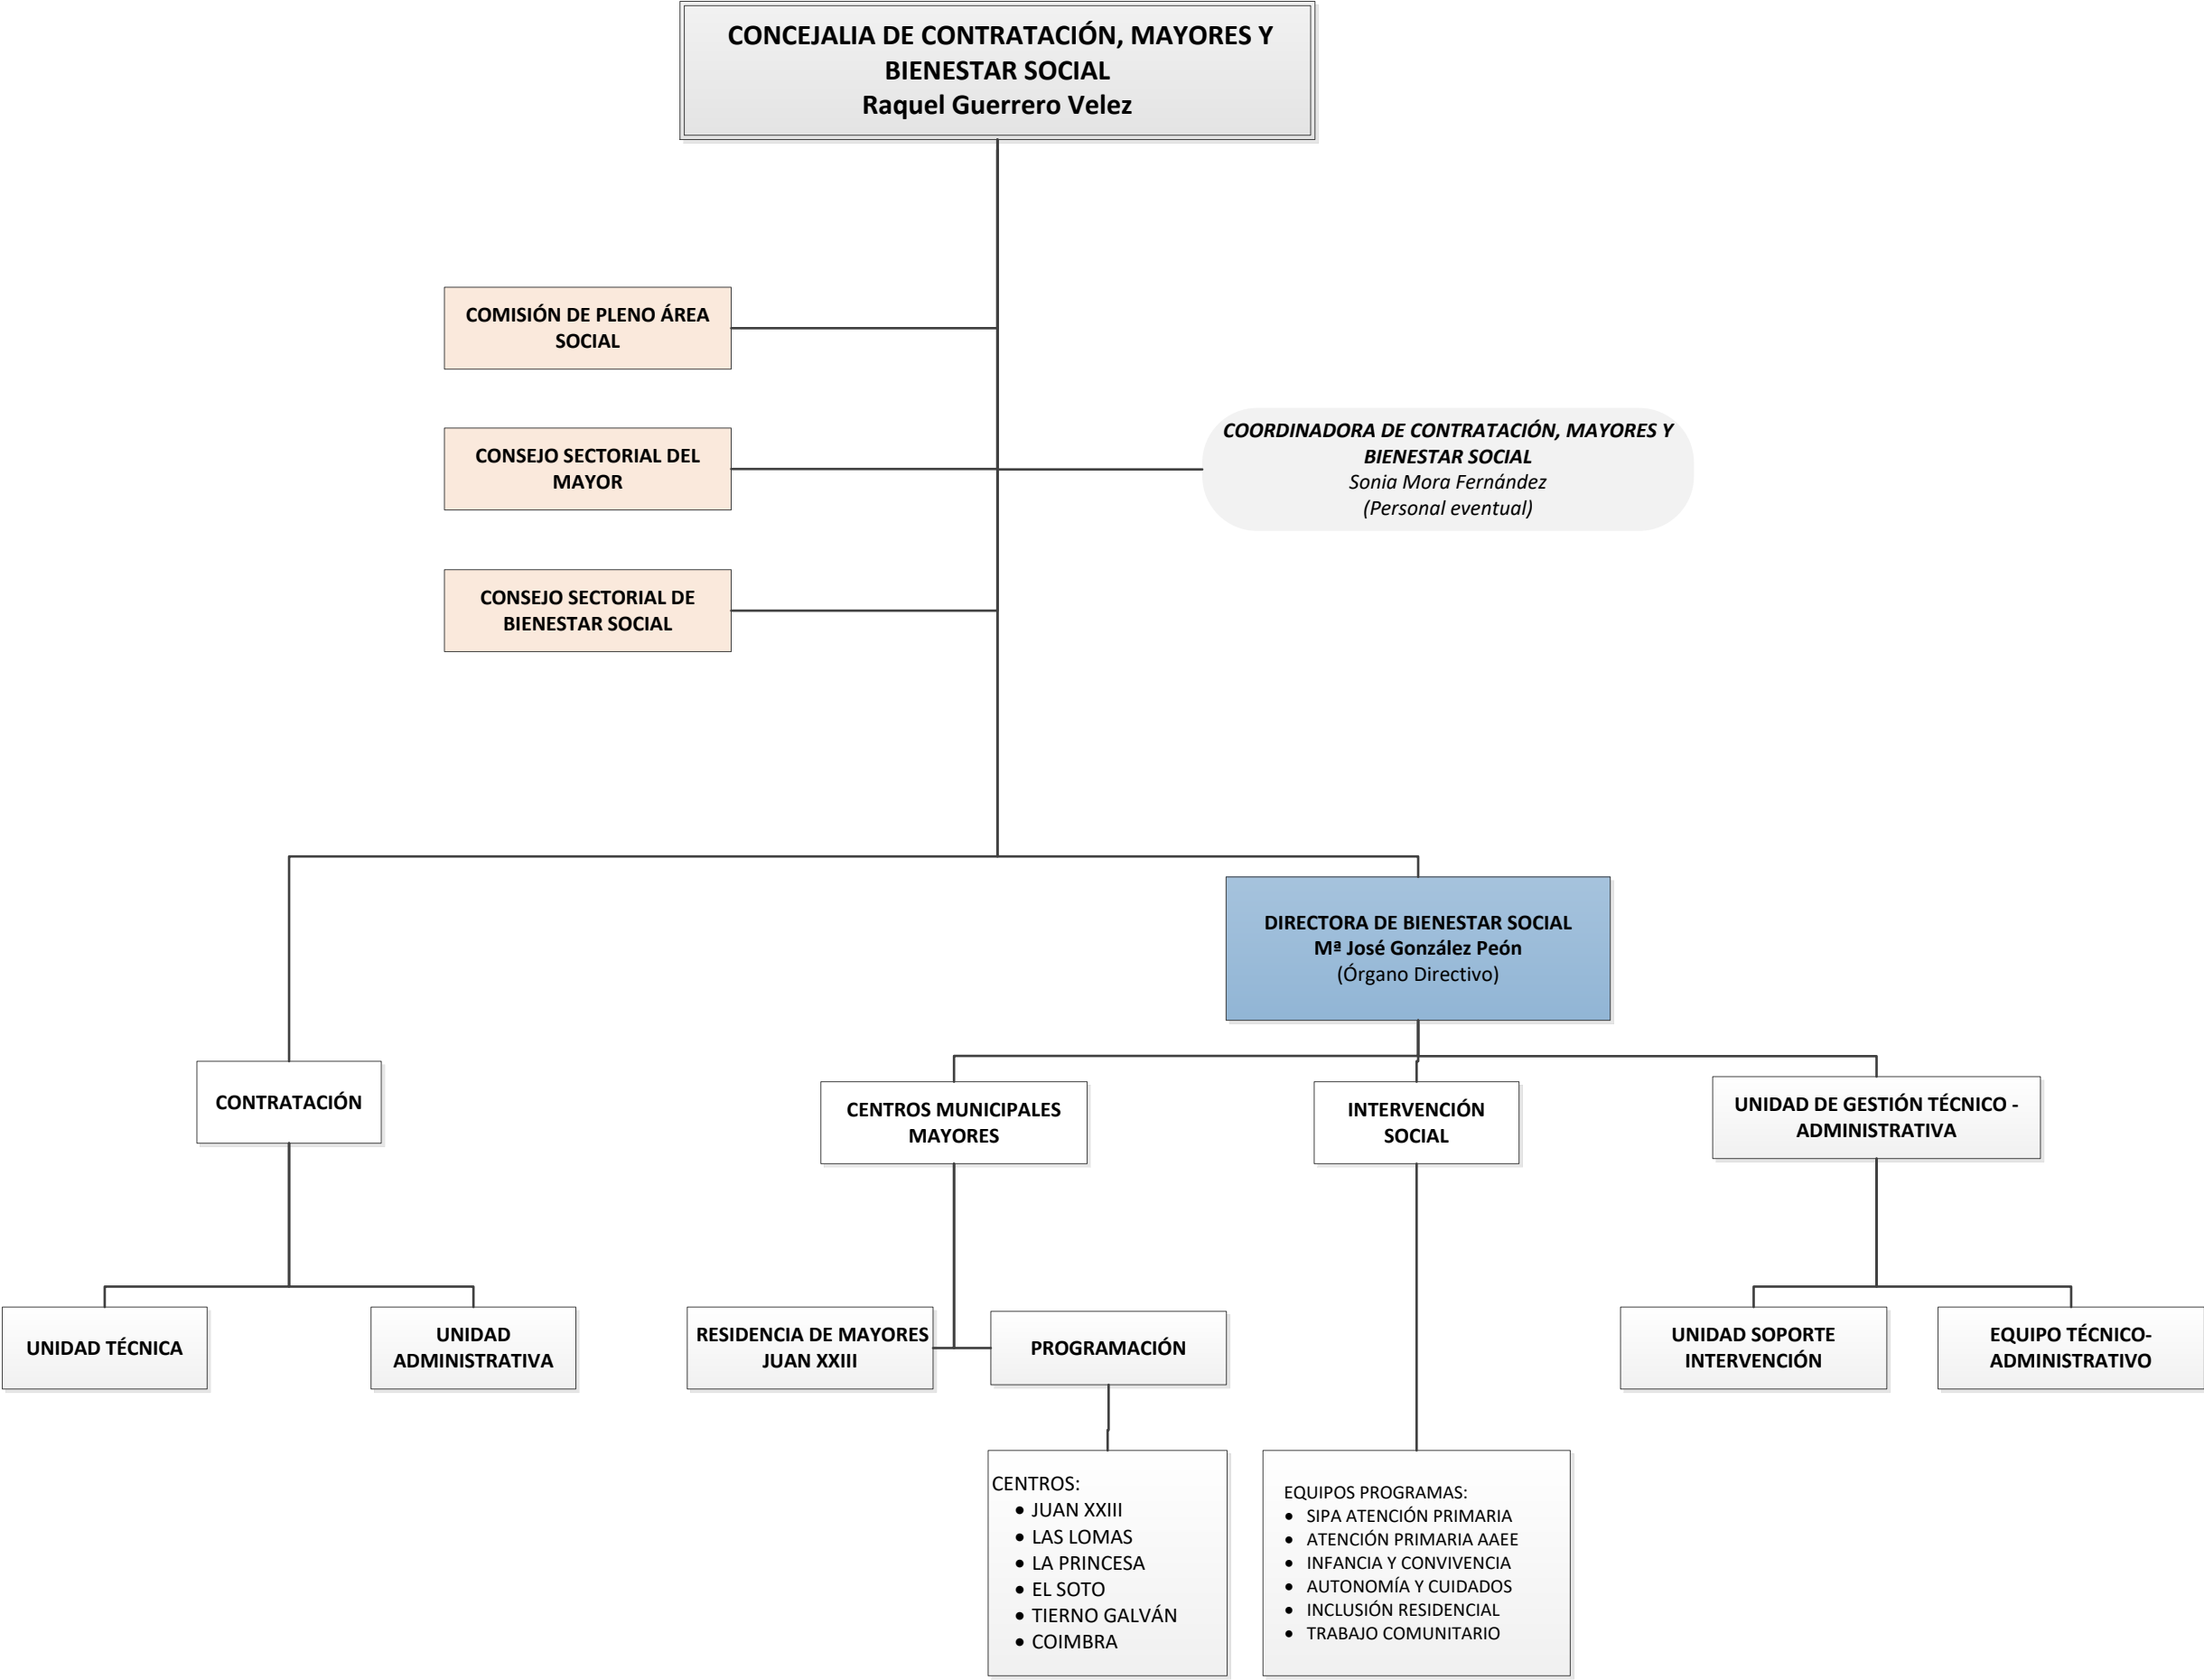 CONCEJALIA DE CONTRATACIÓN, MAYORES Y
BIENESTAR SOCIAL
Raquel Guerrero Velez
COMISIÓN DE PLENO ÁREA
SOCIAL
CONSEJO SECTORIAL DEL
MAYOR
COORDINADORA DE CONTRATACIÓN, MAYORES Y
BIENESTAR SOCIAL
Sonia Mora Fernández
(Personal eventual)
CONSEJO SECTORIAL DE
BIENESTAR SOCIAL
DIRECTORA DE BIENESTAR SOCIAL
Mª José González Peón
(Órgano Directivo)
CONTRATACIÓN
CENTROS MUNICIPALES
MAYORES
INTERVENCIÓN
SOCIAL
UNIDAD DE GESTIÓN TÉCNICO -
ADMINISTRATIVA
UNIDAD TÉCNICA
UNIDAD
ADMINISTRATIVA
RESIDENCIA DE MAYORES
JUAN XXIII
PROGRAMACIÓN
UNIDAD SOPORTE
INTERVENCIÓN
EQUIPO TÉCNICO-
ADMINISTRATIVO
CENTROS:
• JUAN XXIII
• LAS LOMAS
• LA PRINCESA
• EL SOTO
• TIERNO GALVÁN
• COIMBRA
EQUIPOS PROGRAMAS:
• SIPA ATENCIÓN PRIMARIA
• ATENCIÓN PRIMARIA AAEE
• INFANCIA Y CONVIVENCIA
• AUTONOMÍA Y CUIDADOS
• INCLUSIÓN RESIDENCIAL
• TRABAJO COMUNITARIO